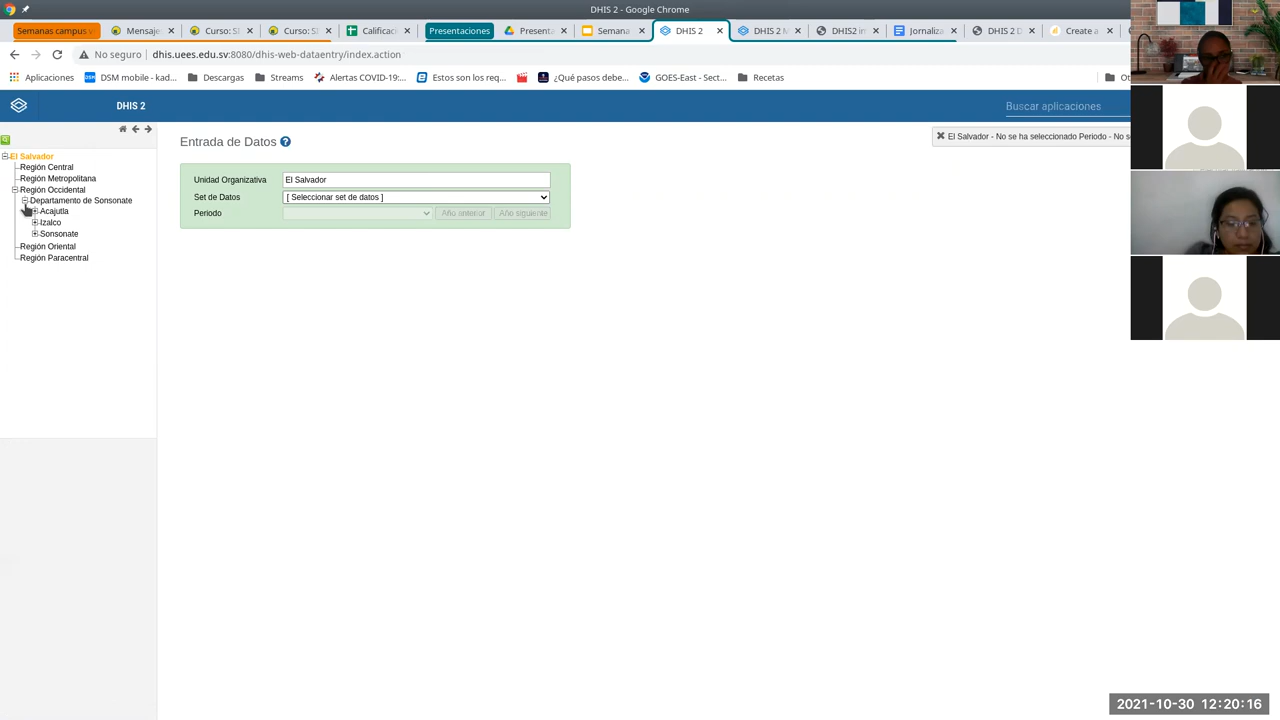 DHIS 2 - Google Chrome
Semanas campus v
Mensaje
Curso: SI
Curso: SI
Calificac
Presentaciones
Presenta
Semana
DHIS 2
DHIS 2 M
DHIS2 in
Jornaliza
DHIS 2 D
Create a
No seguro dhis.uees.edu.sv:8080/dhis-web-dataentry/index.action
Aplicaciones
DSM mobile - kad...
Descargas
Streams
Alertas COVID-19:...
Estos son los req...
¿Qué pasos debe...
GOES-East - Sect...
Recetas
DHIS 2
Buscar aplicaciones
El Salvador
Región Central
Región Metropolitana
Región Occidental
Departamento de Sonsonate
Acajutla
Izalco
Sonsonate
Región Oriental
Región Paracentral
Entrada de Datos
El Salvador - No se ha seleccionado Periodo - No s
Unidad Organizativa El Salvador
Set de Datos [ Seleccionar set de datos ]
Periodo Año anterior Año siguiente
2021-10-30 12:20:16